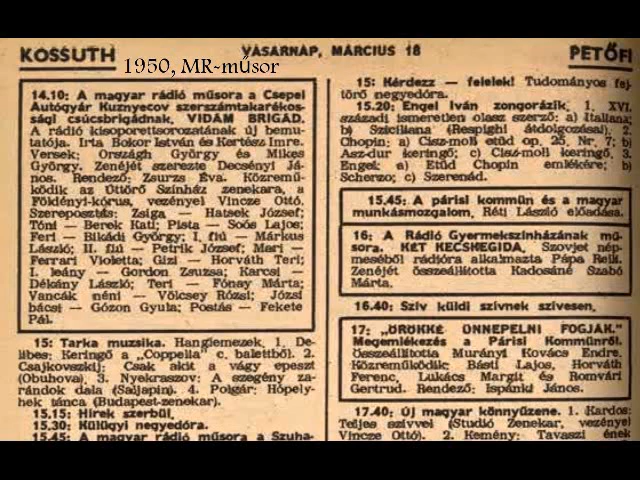 KOSSUTH
1950, MR-műsor
VASÁRNAP, MÁRCIUS 18
PETŐFI
14.10: A magyar rádió műsora a Csepel
Autógyár Kuznyecov szerszámtakarékos-
sági csúcsbrigádnak. VIDÁM BRIGÁD.
A rádió kisoperettsorozatának új bemu-
tatója. Irta Bokor István és Kertész Imre.
Versek: Országh György és Mikes
György. Zenéjét szerezte Decsényi Já-
nos. Rendező: Zsurzs Éva. Közremű-
ködik az Úttörő Színház zenekara, a
Földényi-kórus, vezényel Vincze Ottó.
Szereposztás: Zsiga — Hatsek József;
Tóni — Berek Kati; Pista — Soós Lajos;
Feri — Bikádi György; I. fiú — Márkus
László; II. fiú — Petrik József; Mari —
Ferrari Violetta; Gizi — Horváth Teri;
I. leány — Gordon Zsuzsa; Karcsi —
Dékány László; Teri — Fónay Márta;
Vancák néni — Völcsey Rózsi; Józsi
bácsi — Gózon Gyula; Postás — Fekete
Pál.
15: Tarka muzsika. Hanglemezek. 1. De-
libes: Keringő a „Coppelia" c. balettből. 2.
Csajkovszkij: Csak akit a vágy epeszt
(Obuhova). 3. Nyekraszov: A szegény za-
rándok dala (Saljapin). 4. Polgár: Hópely-
hek tánca (Budapest-zenekar).
15.15: Hírek szerbül.
15.30: Külügyi negyedóra.
15.45: A magyar rádió műsora a Szuha-
15: Kérdezz — felelek! Tudományos fej-
törő negyedóra.
15.20: Engel Iván zongorázik. 1. XVI.
századi ismeretlen olasz szerző: a) Italiana;
b) Sziciliana (Respighi átdolgozása). 2.
Chopin: a) Cisz-moll etüd op. 25. Nr. 7; b)
Asz-dur keringő; c) Cisz-moll keringő. 3.
Engel: a) Etüd Chopin emlékére; b)
Scherzo; c) Szerenád.
15.45: A párisi kommün és a magyar
munkásmozgalom. Réti László előadása.
16: A Rádió Gyermekszínházának mű-
sora. KÉT KECSKEGIDA. Szovjet nép-
meséből rádióra alkalmazta Pápa Relli.
Zenéjét összeállította Kadosáné Szabó
Márta.
16.40: Szív küldi szívnek szívesen.
17: „ÖRÖKKÉ ÜNNEPELNI FOGJÁK."
Megemlékezés a Párisi Kommünről.
Összeállította Murányi Kovács Endre.
Közreműködik: Básti Lajos, Horváth
Ferenc, Lukács Margit és Romvári
Gertrud. Rendező: Ispánki János.
17.40: Új magyar könnyűzene. 1. Kardos:
Teljes szívvel (Studió Zenekar, vezényel
Vincze Ottó). 2. Kemény: Tavaszi ének